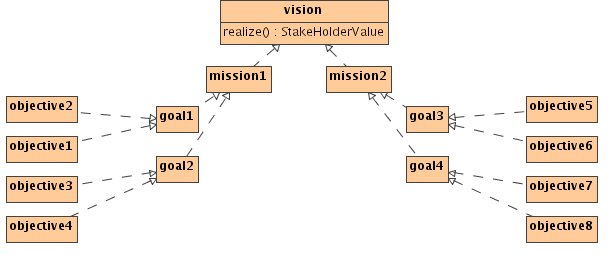 vision
realize() : StakeHolderValue
mission1
mission2
objective2
goal1
goal3
objective5
objective1
objective6
objective3
goal2
goal4
objective7
objective4
objective8